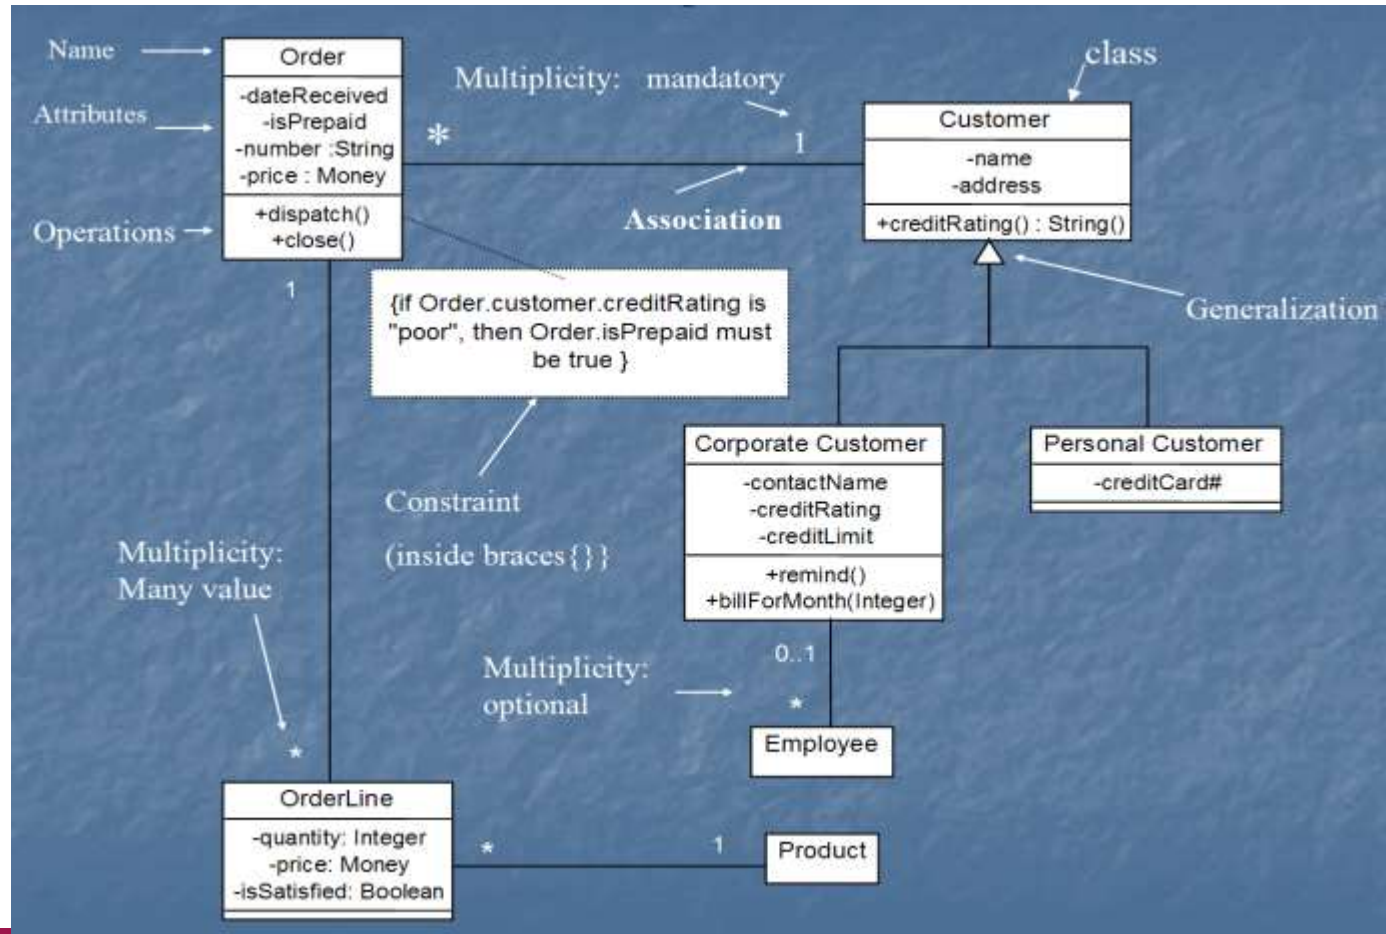 Name
Order
Attributes
-dateReceived
-isPrepaid
-number :String
-price : Money
Operations
+dispatch()
+close()
Multiplicity: mandatory
*
1
Association
class
Customer
-name
-address
+creditRating() : String()
Generalization
1
{if Order.customer.creditRating is
"poor", then Order.isPrepaid must
be true }
Constraint
(inside braces{}}
Corporate Customer
-contactName
-creditRating
-creditLimit
+remind()
+billForMonth(Integer)
Personal Customer
-creditCard#
Multiplicity:
Many value
*
Multiplicity:
optional
0..1
*
Employee
OrderLine
-quantity: Integer
-price: Money
-isSatisfied: Boolean
*
1
Product